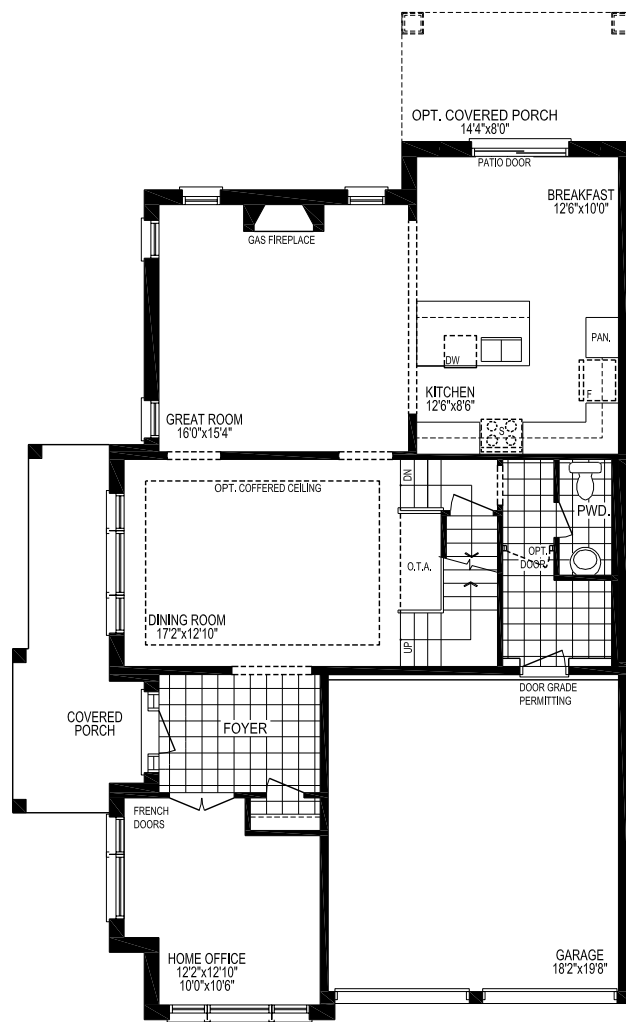 OPT. COVERED PORCH
14'4"x8'0"
PATIO DOOR
BREAKFAST
12'6"x10'0"
GAS FIREPLACE
PAN.
DW
F
KITCHEN
12'6"x8'6"
S
GREAT ROOM
16'0"x15'4"
OPT. COFFERED CEILING
DN
PWD.
OPT.
DOOR
O.T.A.
DINING ROOM
17'2"x12'10"
UP
DOOR GRADE
PERMITTING
COVERED
PORCH
FOYER
FRENCH
DOORS
HOME OFFICE
12'2"x12'10"
10'0"x10'6"
GARAGE
18'2"x19'8"